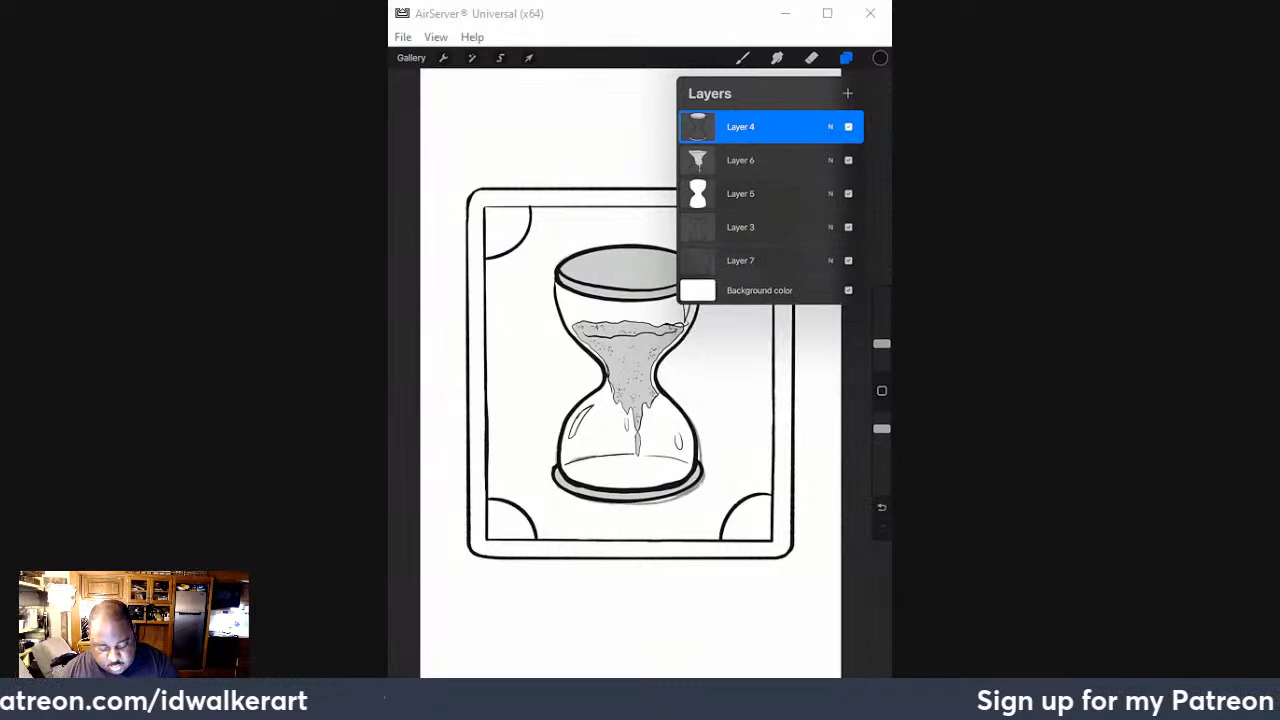 AirServer® Universal (x64)
File View Help
Gallery
Layers
Layer 4 N
Layer 6 N
Layer 5 N
Layer 3 N
Layer 7 N
Background color
atreon.com/idwalkerart Sign up for my Patreon